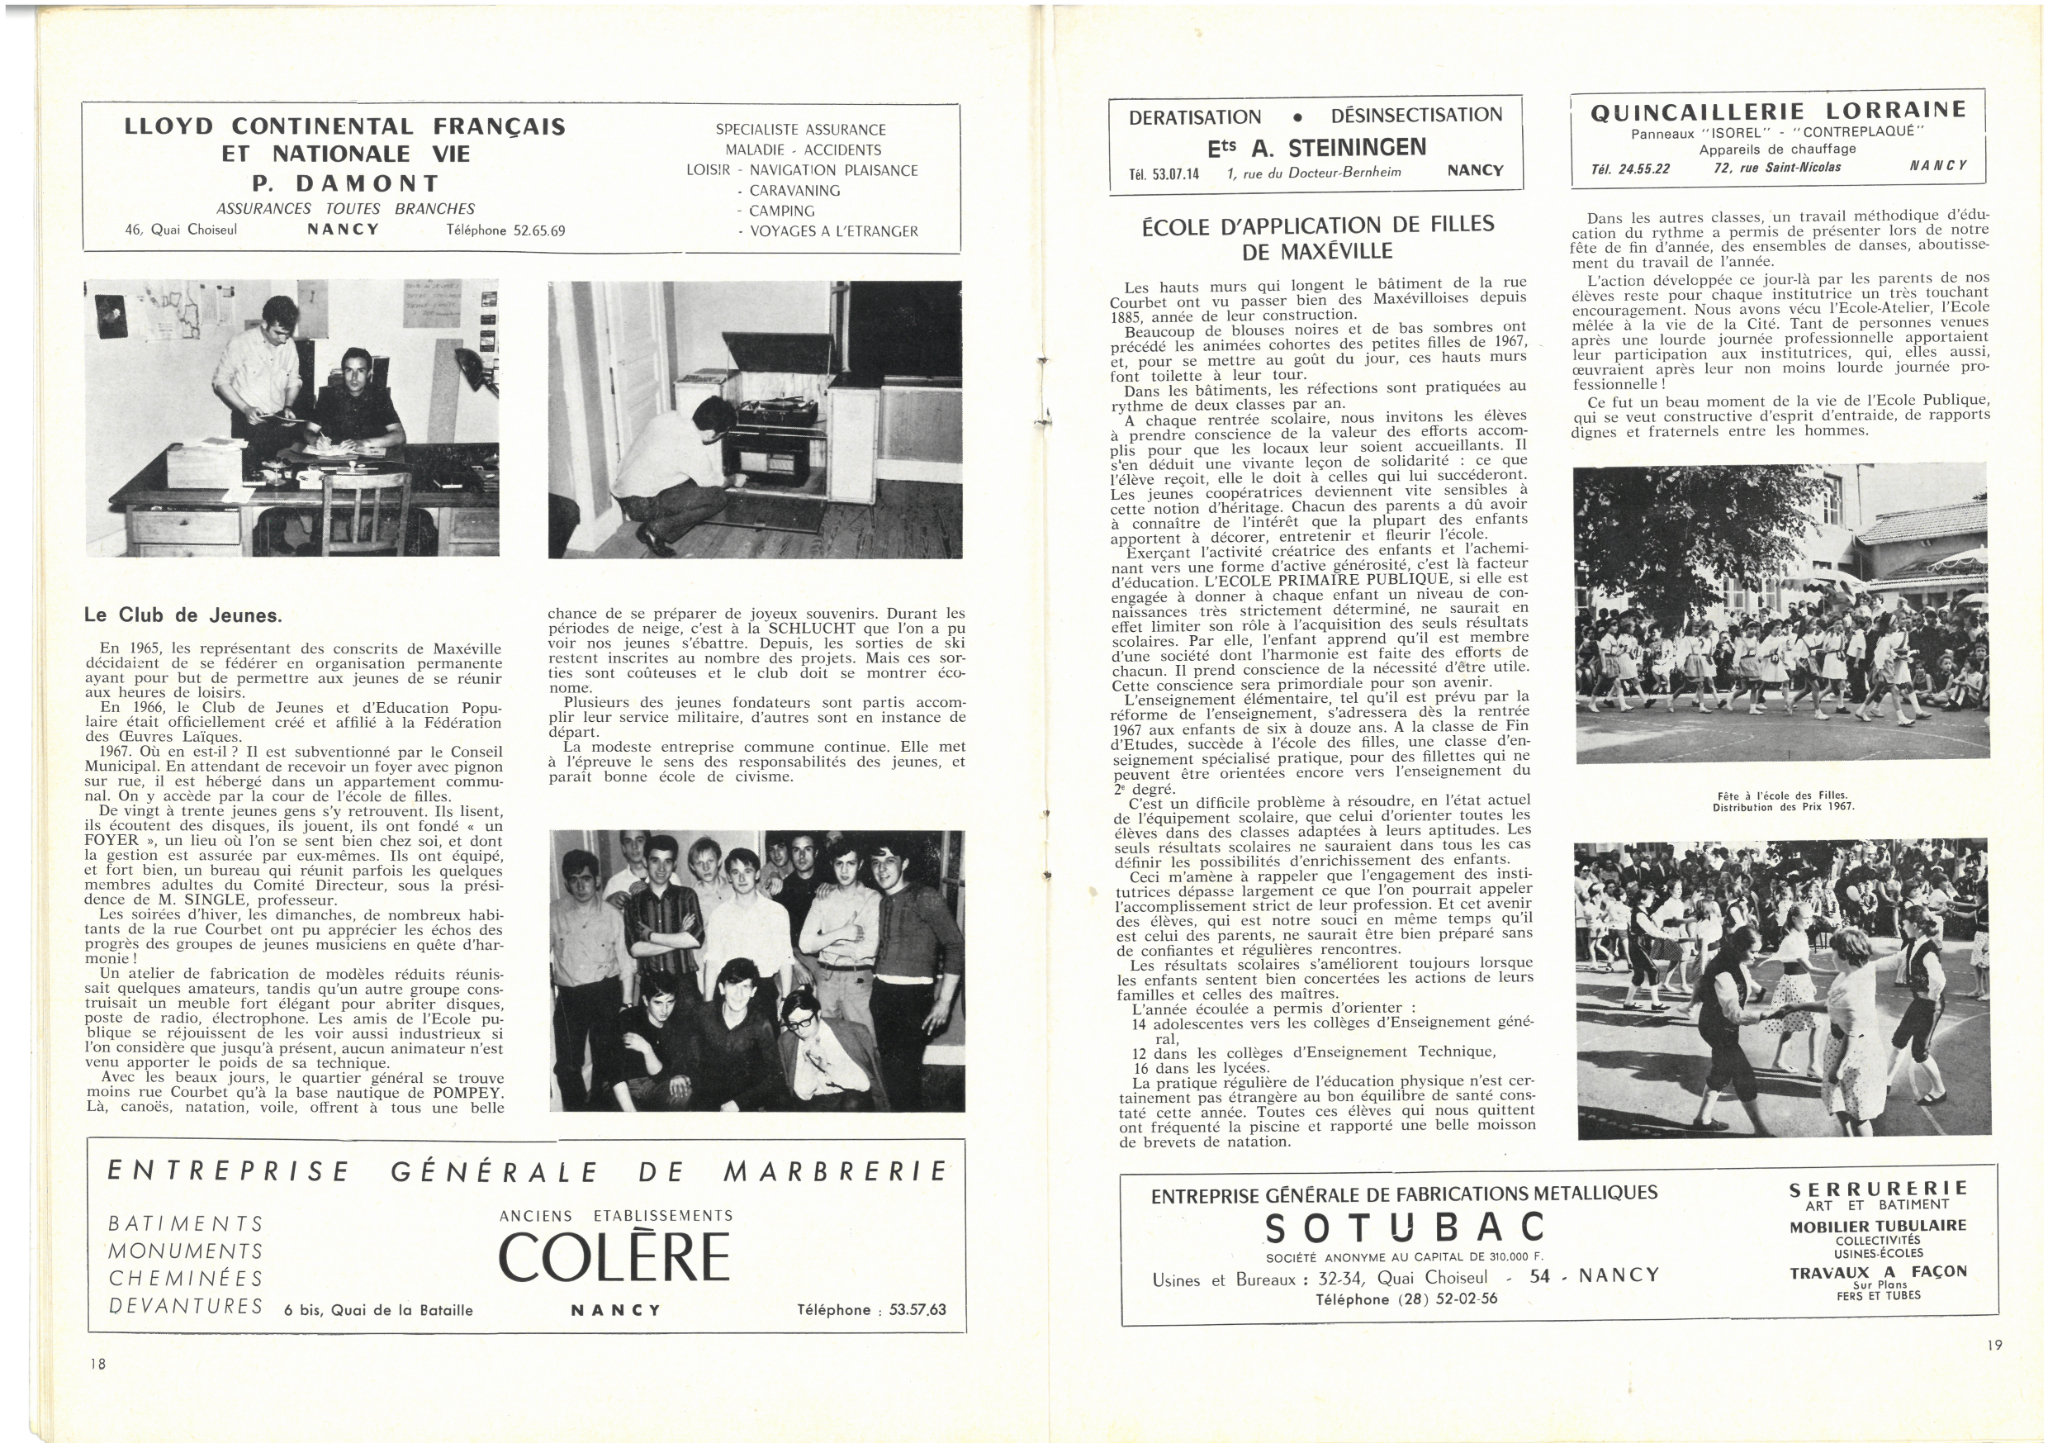 LLOYD CONTINENTAL FRANÇAIS
ET NATIONALE VIE
P. DAMONT
ASSURANCES TOUTES BRANCHES
46, Quai Choiseul NANCY Téléphone 52.65.69
SPECIALISTE ASSURANCE
MALADIE - ACCIDENTS
LOISIR - NAVIGATION PLAISANCE
- CARAVANING
- CAMPING
- VOYAGES A L'ETRANGER
Le Club de Jeunes.
En 1965, les représentant des conscrits de Maxéville
décidaient de se fédérer en organisation permanente
ayant pour but de permettre aux jeunes de se réunir
aux heures de loisirs.
En 1966, le Club de Jeunes et d'Education Popu-
laire était officiellement créé et affilié à la Fédération
des Œuvres Laïques.
1967. Où en est-il ? Il est subventionné par le Conseil
Municipal. En attendant de recevoir un foyer avec pignon
sur rue, il est hébergé dans un appartement commu-
nal. On y accède par la cour de l'école de filles.
De vingt à trente jeunes gens s'y retrouvent. Ils lisent,
ils écoutent des disques, ils jouent, ils ont fondé « un
FOYER », un lieu où l'on se sent bien chez soi, et dont
la gestion est assurée par eux-mêmes. Ils ont équipé,
et fort bien, un bureau qui réunit parfois les quelques
membres adultes du Comité Directeur, sous la prési-
dence de M. SINGLE, professeur.
Les soirées d'hiver, les dimanches, de nombreux habi-
tants de la rue Courbet ont pu apprécier les échos des
progrès des groupes de jeunes musiciens en quête d'har-
monie !
Un atelier de fabrication de modèles réduits réunis-
sait quelques amateurs, tandis qu'un autre groupe cons-
truisait un meuble fort élégant pour abriter disques,
poste de radio, électrophone. Les amis de l'Ecole pu-
blique se réjouissent de les voir aussi industrieux si
l'on considère que jusqu'à présent, aucun animateur n'est
venu apporter le poids de sa technique.
Avec les beaux jours, le quartier général se trouve
moins rue Courbet qu'à la base nautique de POMPEY.
Là, canoës, natation, voile, offrent à tous une belle
chance de se préparer de joyeux souvenirs. Durant les
périodes de neige, c'est à la SCHLUCHT que l'on a pu
voir nos jeunes s'ébattre. Depuis, les sorties de ski
restent inscrites au nombre des projets. Mais ces sor-
ties sont coûteuses et le club doit se montrer éco-
nome.
Plusieurs des jeunes fondateurs sont partis accom-
plir leur service militaire, d'autres sont en instance de
départ.
La modeste entreprise commune continue. Elle met
à l'épreuve le sens des responsabilités des jeunes, et
paraît bonne école de civisme.
ENTREPRISE GÉNÉRALE DE MARBRERIE
BATIMENTS
MONUMENTS
CHEMINÉES
DEVANTURES
ANCIENS ETABLISSEMENTS
COLÈRE
6 bis, Quai de la Bataille NANCY Téléphone : 53.57.63
18
DERATISATION • DÉSINSECTISATION
Ets A. STEININGEN
Tél. 53.07.14 1, rue du Docteur-Bernheim NANCY
QUINCAILLERIE LORRAINE
Panneaux "ISOREL" - "CONTREPLAQUÉ"
Appareils de chauffage
Tél. 24.55.22 72, rue Saint-Nicolas NANCY
ÉCOLE D'APPLICATION DE FILLES
DE MAXÉVILLE
Les hauts murs qui longent le bâtiment de la rue
Courbet ont vu passer bien des Maxévilloises depuis
1885, année de leur construction.
Beaucoup de blouses noires et de bas sombres ont
précédé les animées cohortes des petites filles de 1967,
et, pour se mettre au goût du jour, ces hauts murs
font toilette à leur tour.
Dans les bâtiments, les réfections sont pratiquées au
rythme de deux classes par an.
A chaque rentrée scolaire, nous invitons les élèves
à prendre conscience de la valeur des efforts accom-
plis pour que les locaux leur soient accueillants. Il
s'en déduit une vivante leçon de solidarité : ce que
l'élève reçoit, elle le doit à celles qui lui succéderont.
Les jeunes coopératrices deviennent vite sensibles à
cette notion d'héritage. Chacun des parents a dû avoir
à connaître de l'intérêt que la plupart des enfants
apportent à décorer, entretenir et fleurir l'école.
Exerçant l'activité créatrice des enfants et l'achemi-
nant vers une forme d'active générosité, c'est là facteur
d'éducation. L'ECOLE PRIMAIRE PUBLIQUE, si elle est
engagée à donner à chaque enfant un niveau de con-
naissances très strictement déterminé, ne saurait en
effet limiter son rôle à l'acquisition des seuls résultats
scolaires. Par elle, l'enfant apprend qu'il est membre
d'une société dont l'harmonie est faite des efforts de
chacun. Il prend conscience de la nécessité d'être utile.
Cette conscience sera primordiale pour son avenir.
L'enseignement élémentaire, tel qu'il est prévu par la
réforme de l'enseignement, s'adressera dès la rentrée
1967 aux enfants de six à douze ans. A la classe de Fin
d'Etudes, succède à l'école des filles, une classe d'en-
seignement spécialisé pratique, pour des fillettes qui ne
peuvent être orientées encore vers l'enseignement du
2e degré.
C'est un difficile problème à résoudre, en l'état actuel
de l'équipement scolaire, que celui d'orienter toutes les
élèves dans des classes adaptées à leurs aptitudes. Les
seuls résultats scolaires ne sauraient dans tous les cas
définir les possibilités d'enrichissement des enfants.
Ceci m'amène à rappeler que l'engagement des insti-
tutrices dépasse largement ce que l'on pourrait appeler
l'accomplissement strict de leur profession. Et cet avenir
des élèves, qui est notre souci en même temps qu'il
est celui des parents, ne saurait être bien préparé sans
de confiantes et régulières rencontres.
Les résultats scolaires s'améliorent toujours lorsque
les enfants sentent bien concertées les actions de leurs
familles et celles des maîtres.
L'année écoulée a permis d'orienter :
14 adolescentes vers les collèges d'Enseignement géné-
ral,
12 dans les collèges d'Enseignement Technique,
16 dans les lycées.
La pratique régulière de l'éducation physique n'est cer-
tainement pas étrangère au bon équilibre de santé cons-
taté cette année. Toutes ces élèves qui nous quittent
ont fréquenté la piscine et rapporté une belle moisson
de brevets de natation.
Dans les autres classes, un travail méthodique d'édu-
cation du rythme a permis de présenter lors de notre
fête de fin d'année, des ensembles de danses, aboutisse-
ment du travail de l'année.
L'action développée ce jour-là par les parents de nos
élèves reste pour chaque institutrice un très touchant
encouragement. Nous avons vécu l'Ecole-Atelier, l'Ecole
mêlée à la vie de la Cité. Tant de personnes venues
après une lourde journée professionnelle apportaient
leur participation aux institutrices, qui, elles aussi,
œuvraient après leur non moins lourde journée pro-
fessionnelle !
Ce fut un beau moment de la vie de l'Ecole Publique,
qui se veut constructive d'esprit d'entraide, de rapports
dignes et fraternels entre les hommes.
Fête à l'école des Filles.
Distribution des Prix 1967.
ENTREPRISE GÉNÉRALE DE FABRICATIONS METALLIQUES
SOTUBAC
SOCIÉTÉ ANONYME AU CAPITAL DE 310.000 F.
Usines et Bureaux : 32-34, Quai Choiseul - 54 - NANCY
Téléphone (28) 52-02-56
SERRURERIE
ART ET BATIMENT
MOBILIER TUBULAIRE
COLLECTIVITÉS
USINES-ÉCOLES
TRAVAUX A FAÇON
Sur Plans
FERS ET TUBES
19